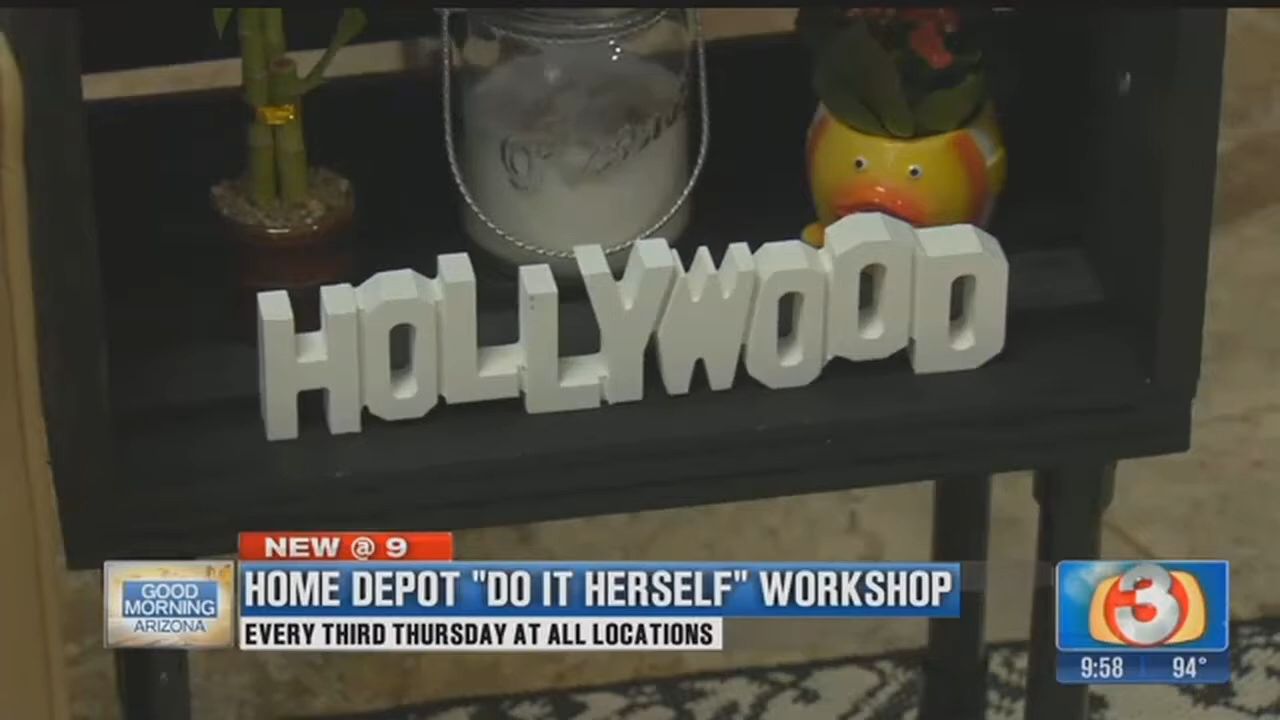 HOLLYWOOD
NEW @ 9
GOOD
MORNING
ARIZONA
HOME DEPOT "DO IT HERSELF" WORKSHOP
EVERY THIRD THURSDAY AT ALL LOCATIONS
3
9:58 94°